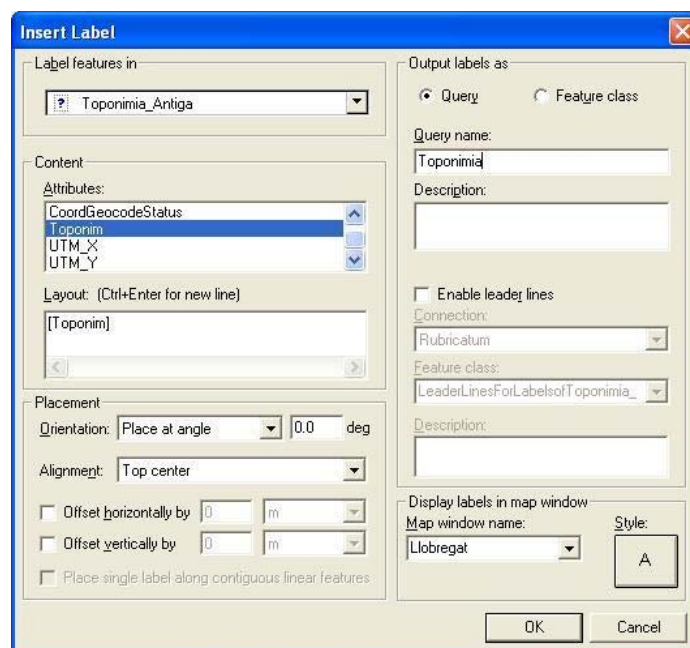 Insert Label
Label features in
Toponimia_Antiga
Content
Attributes:
CoordGeocodeStatus
Toponim
UTM_X
UTM_Y
Layout: (Ctrl+Enter for new line)
[Toponim]
Placement
Orientation: Place at angle 0.0 deg
Alignment: Top center
Offset horizontally by 0 m
Offset vertically by 0 m
Place single label along contiguous linear features
Output labels as
Query Feature class
Query name:
Toponimia
Description:
Enable leader lines
Connection:
Rubricatum
Feature class:
LeaderLinesForLabelsofToponimia_
Description:
Display labels in map window
Map window name: Style:
Llobregat A
OK Cancel